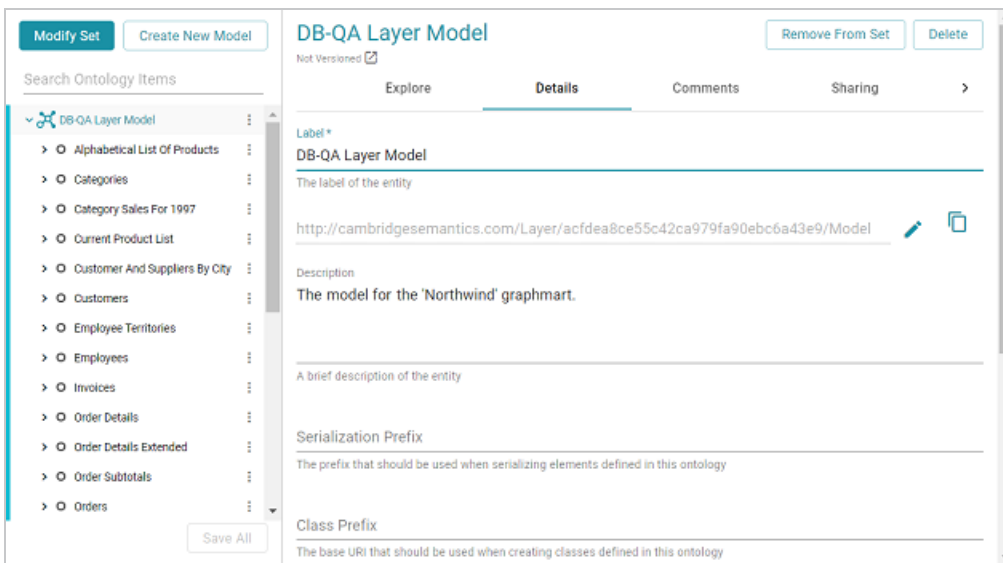 Modify Set
Create New Model
Search Ontology Items
DB-QA Layer Model
Alphabetical List Of Products
Categories
Category Sales For 1997
Current Product List
Customer And Suppliers By City
Customers
Employee Territories
Employees
Invoices
Order Details
Order Details Extended
Order Subtotals
Orders
Save All
DB-QA Layer Model
Not Versioned
Remove From Set
Delete
Explore
Details
Comments
Sharing
Label *
DB-QA Layer Model
The label of the entity
http://cambridgesemantics.com/Layer/acfdea8ce55c42ca979fa90ebc6a43e9/Model
Description
The model for the 'Northwind' graphmart.
A brief description of the entity
Serialization Prefix
The prefix that should be used when serializing elements defined in this ontology
Class Prefix
The base URI that should be used when creating classes defined in this ontology